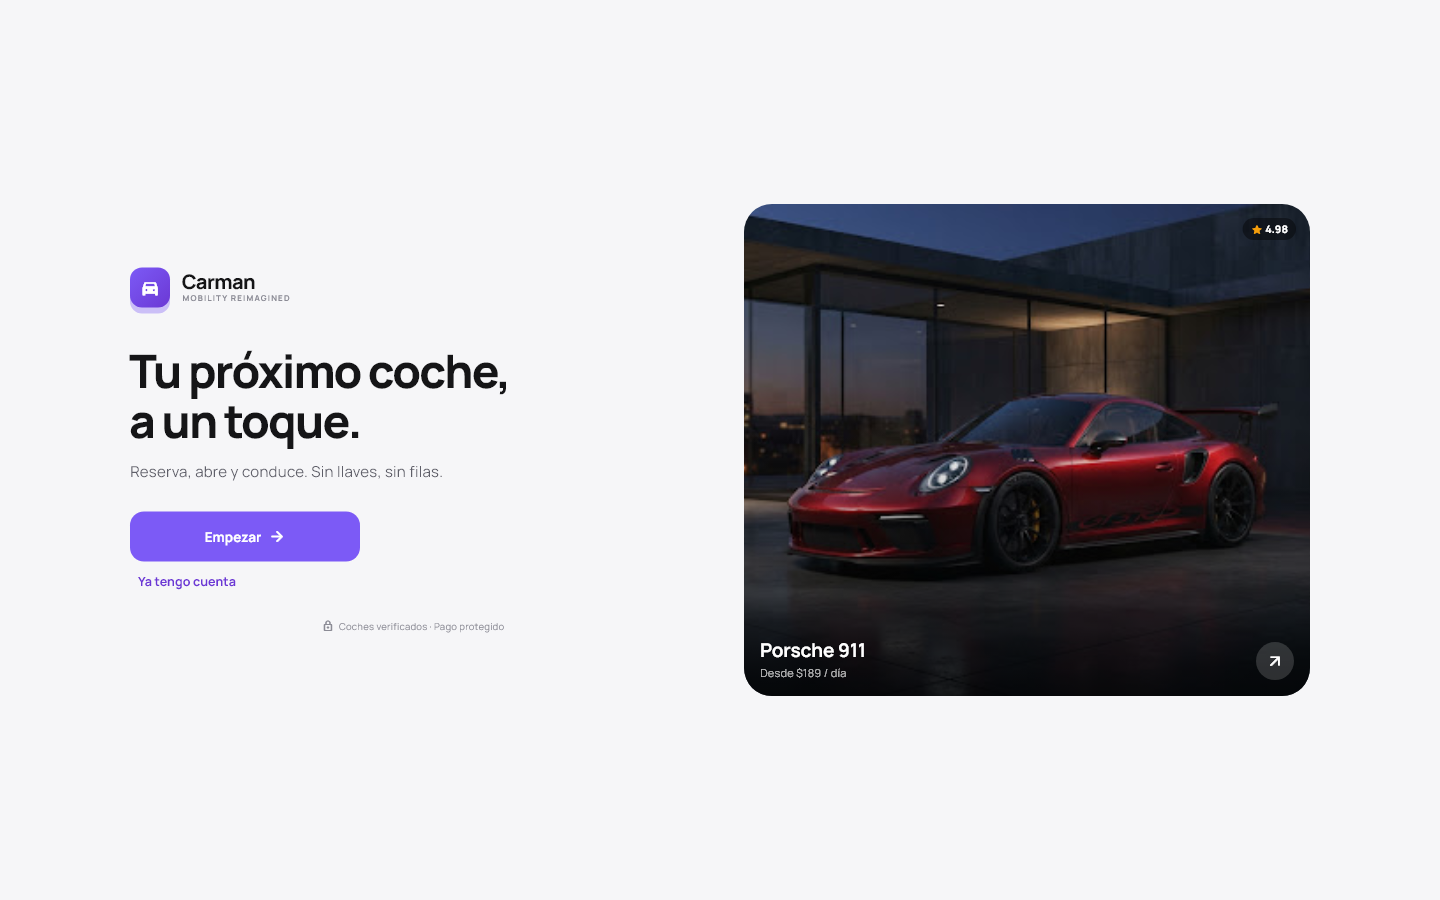 Carman
MOBILITY REIMAGINED
Tu próximo coche,
a un toque.
Reserva, abre y conduce. Sin llaves, sin filas.
Empezar →
Ya tengo cuenta
Coches verificados · Pago protegido
4.98
Porsche 911
Desde $189 / día